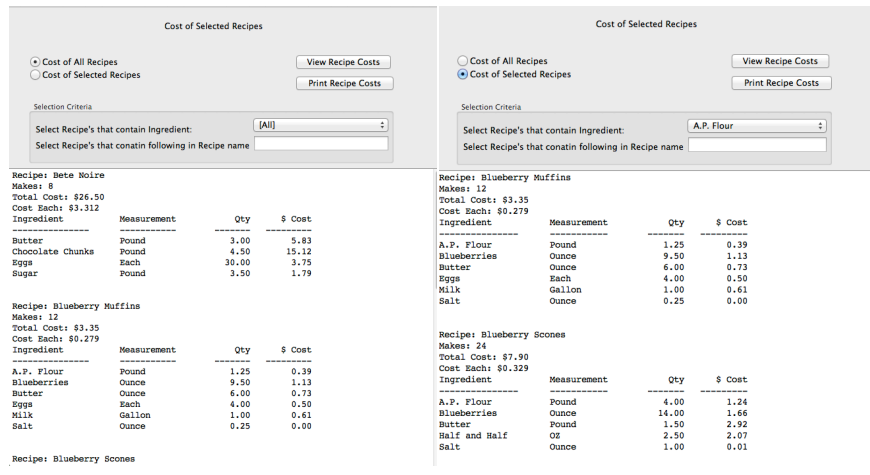 Cost of Selected Recipes
Cost of All Recipes
Cost of Selected Recipes
View Recipe Costs
Print Recipe Costs
Selection Criteria
Select Recipe's that contain Ingredient:
[All]
Select Recipe's that conatin following in Recipe name
Recipe: Bete Noire
Makes: 8
Total Cost: $26.50
Cost Each: $3.312
Ingredient Measurement Qty $ Cost
--------------- ----------- ------- ---------
Butter Pound 3.00 5.83
Chocolate Chunks Pound 4.50 15.12
Eggs Each 30.00 3.75
Sugar Pound 3.50 1.79
Recipe: Blueberry Muffins
Makes: 12
Total Cost: $3.35
Cost Each: $0.279
Ingredient Measurement Qty $ Cost
--------------- ----------- ------- ---------
A.P. Flour Pound 1.25 0.39
Blueberries Ounce 9.50 1.13
Butter Ounce 6.00 0.73
Eggs Each 4.00 0.50
Milk Gallon 1.00 0.61
Salt Ounce 0.25 0.00
Recipe: Blueberry Scones
Cost of Selected Recipes
Cost of All Recipes
Cost of Selected Recipes
View Recipe Costs
Print Recipe Costs
Selection Criteria
Select Recipe's that contain Ingredient:
A.P. Flour
Select Recipe's that conatin following in Recipe name
Recipe: Blueberry Muffins
Makes: 12
Total Cost: $3.35
Cost Each: $0.279
Ingredient Measurement Qty $ Cost
--------------- ----------- ------- ---------
A.P. Flour Pound 1.25 0.39
Blueberries Ounce 9.50 1.13
Butter Ounce 6.00 0.73
Eggs Each 4.00 0.50
Milk Gallon 1.00 0.61
Salt Ounce 0.25 0.00
Recipe: Blueberry Scones
Makes: 24
Total Cost: $7.90
Cost Each: $0.329
Ingredient Measurement Qty $ Cost
--------------- ----------- ------- ---------
A.P. Flour Pound 4.00 1.24
Blueberries Ounce 14.00 1.66
Butter Pound 1.50 2.92
Half and Half OZ 2.50 2.07
Salt Ounce 1.00 0.01